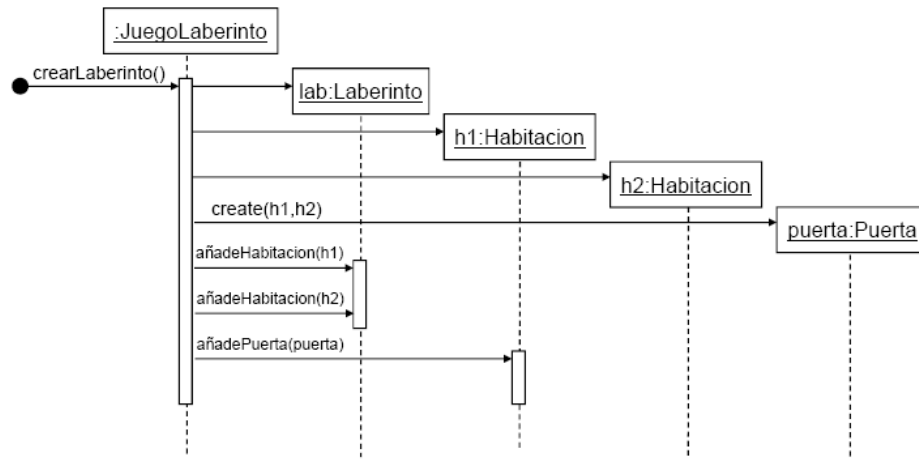 :JuegoLaberinto
crearLaberinto()
lab:Laberinto
h1:Habitacion
h2:Habitacion
create(h1,h2)
puerta:Puerta
añadeHabitacion(h1)
añadeHabitacion(h2)
añadePuerta(puerta)